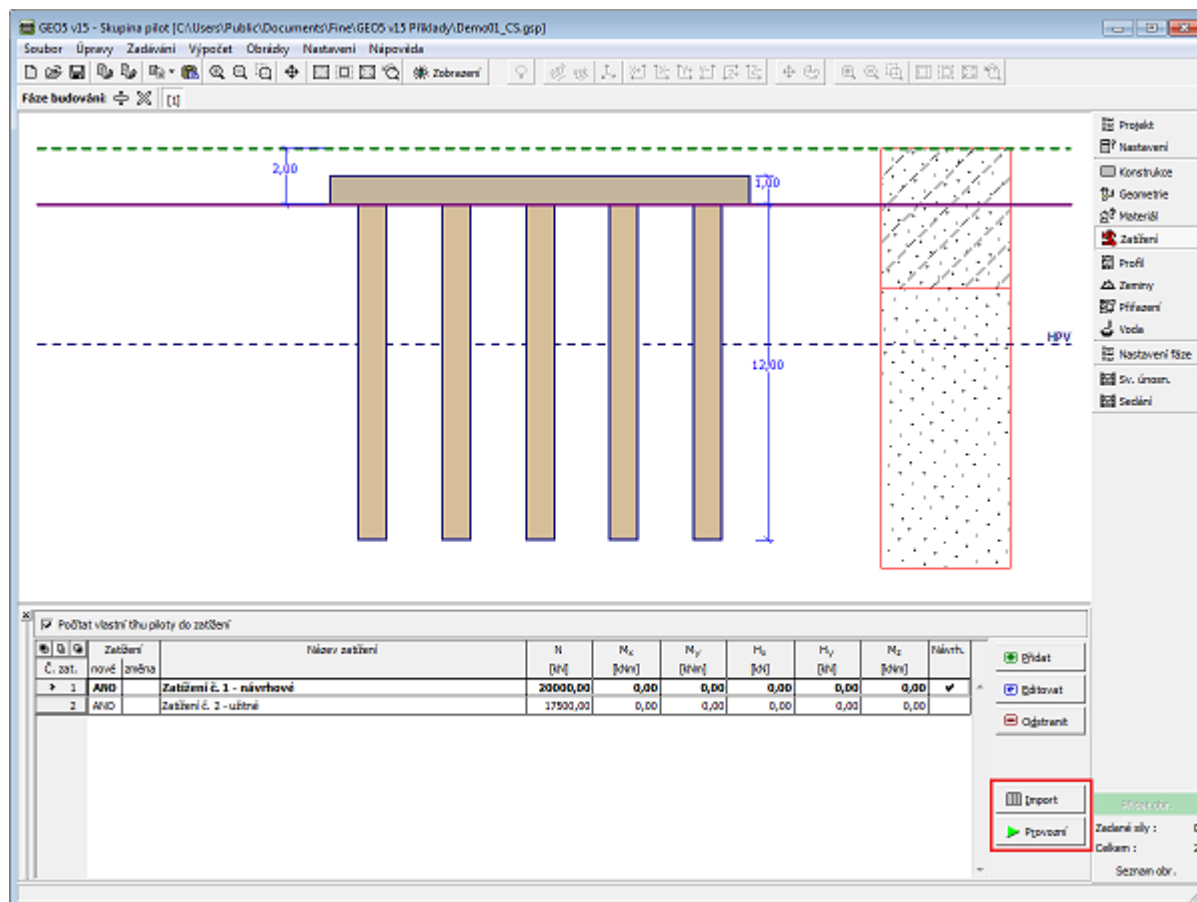 GEO5 v15 - Skupina pilot [C:\Users\Public\Documents\Fine\GEO5 v15 Příklady\Demo01_CS.gsp]
Soubor Úpravy Zadávání Výpočet Obrázky Nastavení Nápověda
Zobrazení
Fáze budování: [1]
Projekt
Nastavení
Konstrukce
Geometrie
Materiál
Zatížení
Profil
Zeminy
Přiřazení
Voda
Nastavení fáze
Sv. únosn.
Sedání
2,00
1,00
HPV
12,00
Počítat vlastní tíhu piloty do zatížení
Zatížení Název zatížení N Mx My Hx Hy Mz Návrh.
Č. zat. nové změna [kN] [kNm] [kNm] [kN] [kN] [kNm]
1 ANO Zatížení č. 1 - návrhové 20000,00 0,00 0,00 0,00 0,00 0,00
2 ANO Zatížení č. 2 - užitné 17500,00 0,00 0,00 0,00 0,00 0,00
Přidat
Editovat
Odstranit
Import
Provozní
Přidat obr.
Zadané síly :
Celkem :
Seznam obr.